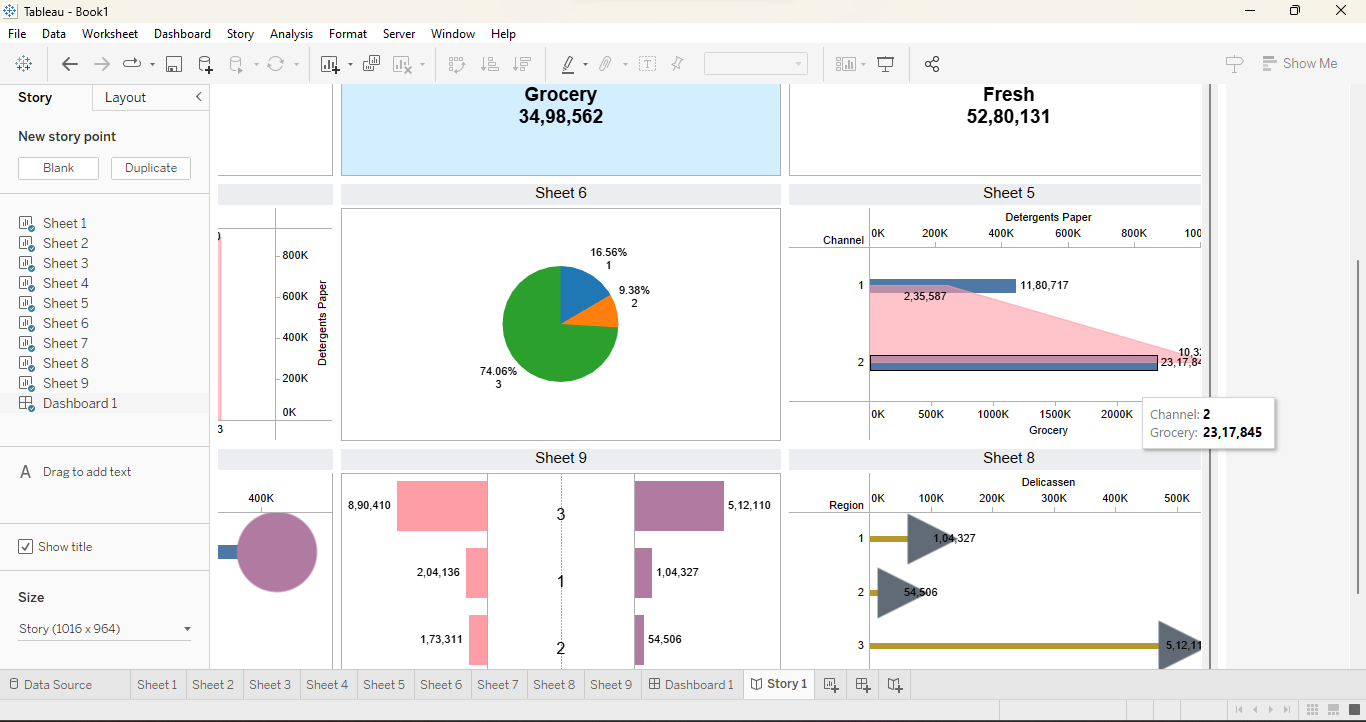 Tableau - Book1
File Data Worksheet Dashboard Story Analysis Format Server Window Help
Show Me
Story Layout
New story point
Blank Duplicate
Sheet 1
Sheet 2
Sheet 3
Sheet 4
Sheet 5
Sheet 6
Sheet 7
Sheet 8
Sheet 9
Dashboard 1
A Drag to add text
Show title
Size
Story (1016 x 964)
Grocery
34,98,562
Fresh
52,80,131
800K
600K
400K
200K
0K
Detergents Paper
3
Sheet 6
16.56%
1
9.38%
2
74.06%
3
Sheet 5
Detergents Paper
Channel 0K 200K 400K 600K 800K 100
1 11,80,717
2,35,587
10,32
2 23,17,84
0K 500K 1000K 1500K 2000K
Grocery
Channel: 2
Grocery: 23,17,845
400K
Sheet 9
8,90,410 3 5,12,110
2,04,136 1 1,04,327
1,73,311 2 54,506
Sheet 8
Delicassen
Region 0K 100K 200K 300K 400K 500K
1 1,04,327
2 54,506
3 5,12,11
Data Source Sheet 1 Sheet 2 Sheet 3 Sheet 4 Sheet 5 Sheet 6 Sheet 7 Sheet 8 Sheet 9 Dashboard 1 Story 1